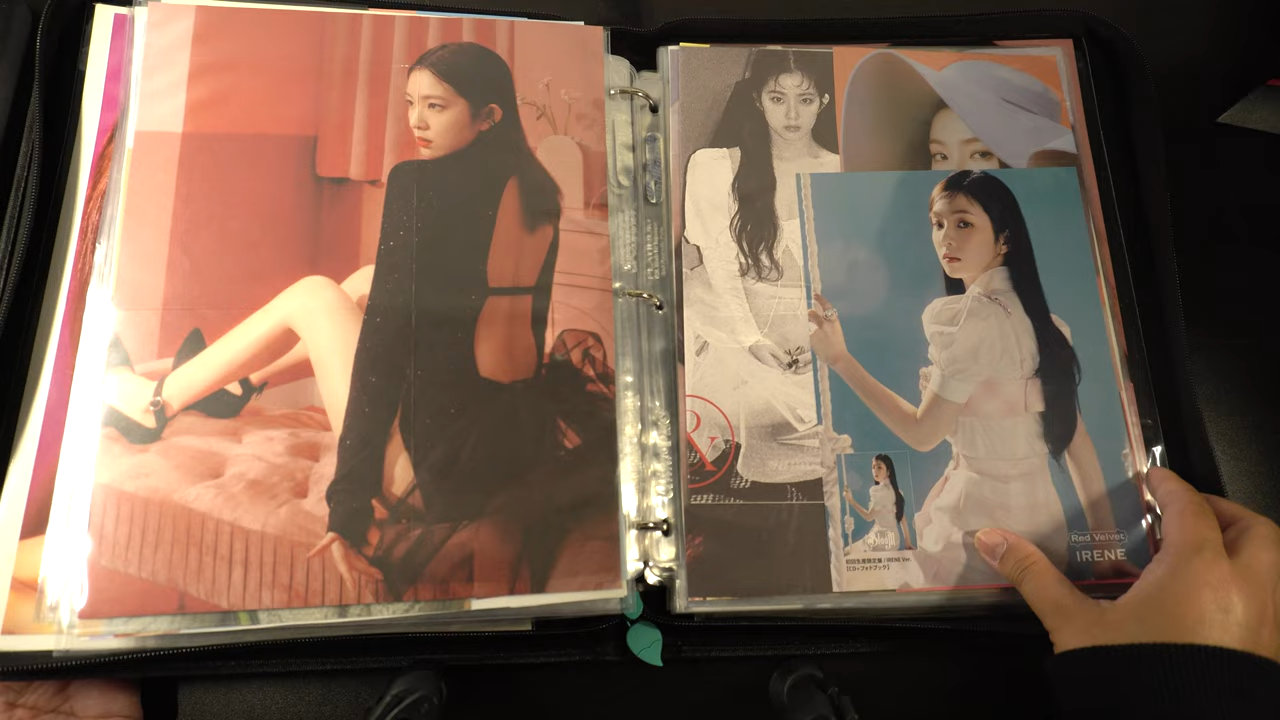 &
Bloom
初回生産限定盤 / IRENE Ver.
【CD+フォトブック】
Red Velvet
IRENE